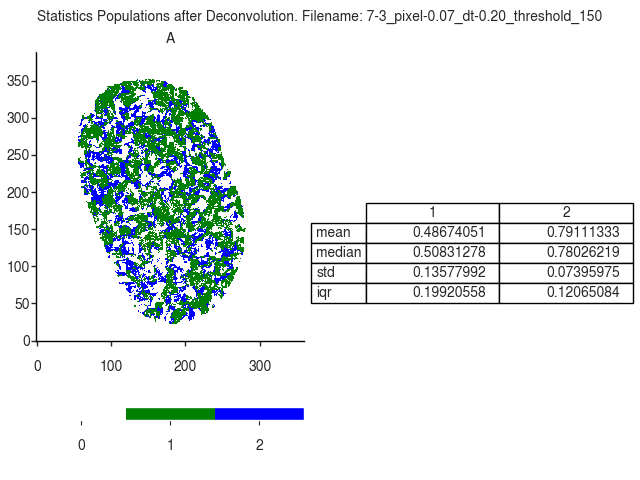 Statistics Populations after Deconvolution. Filename: 7-3_pixel-0.07_dt-0.20_threshold_150
A
350
300
250
200
150
100
50
0
0 100 200 300
0 1 2
1 2
mean 0.48674051 0.79111333
median 0.50831278 0.78026219
std 0.13577992 0.07395975
iqr 0.19920558 0.12065084